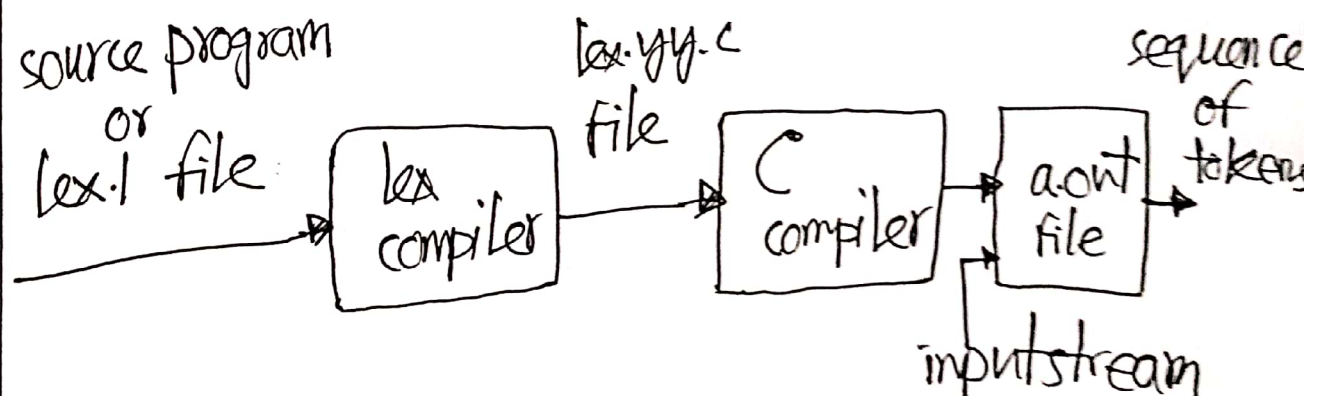 source program
or
lex.l file
lex
compiler
lex.yy.c
file
C
compiler
a.out
file
inputstream
sequence
of
tokens